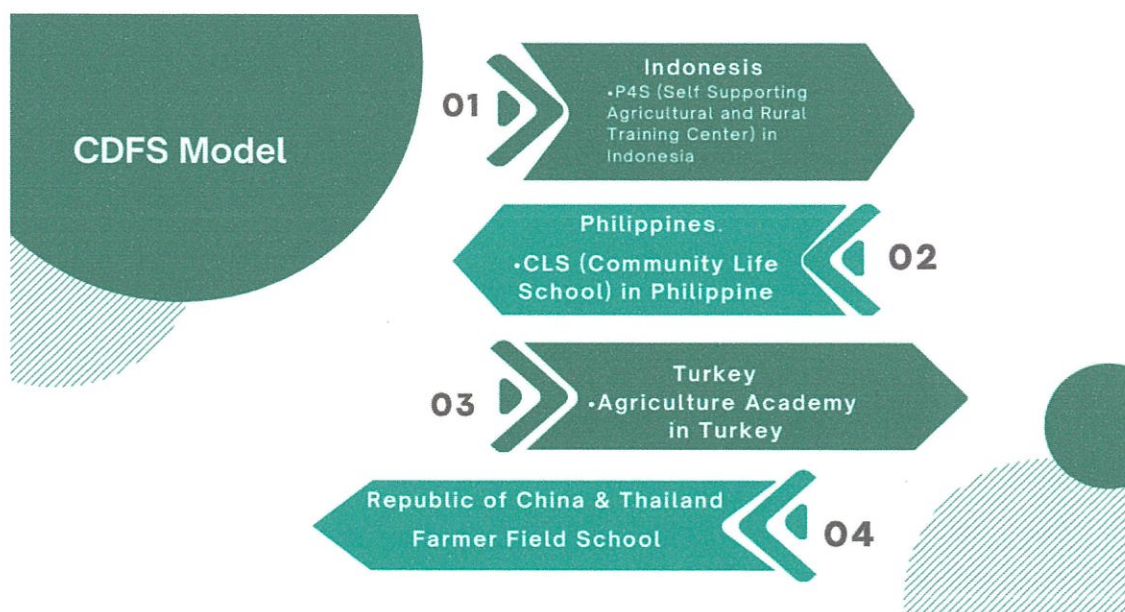 CDFS Model
01
Indonesis
•P4S (Self Supporting
Agricultural and Rural
Training Center) in
Indonesia
Philippines.
•CLS (Community Life
School) in Philippine
02
03
Turkey
•Agriculture Academy
in Turkey
Republic of China & Thailand
Farmer Field School
04